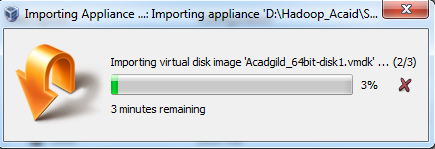 Importing Appliance ...: Importing appliance 'D:\Hadoop_Acaid\S...
Importing virtual disk image 'Acadgild_64bit-disk1.vmdk' ... (2/3)
3%
3 minutes remaining